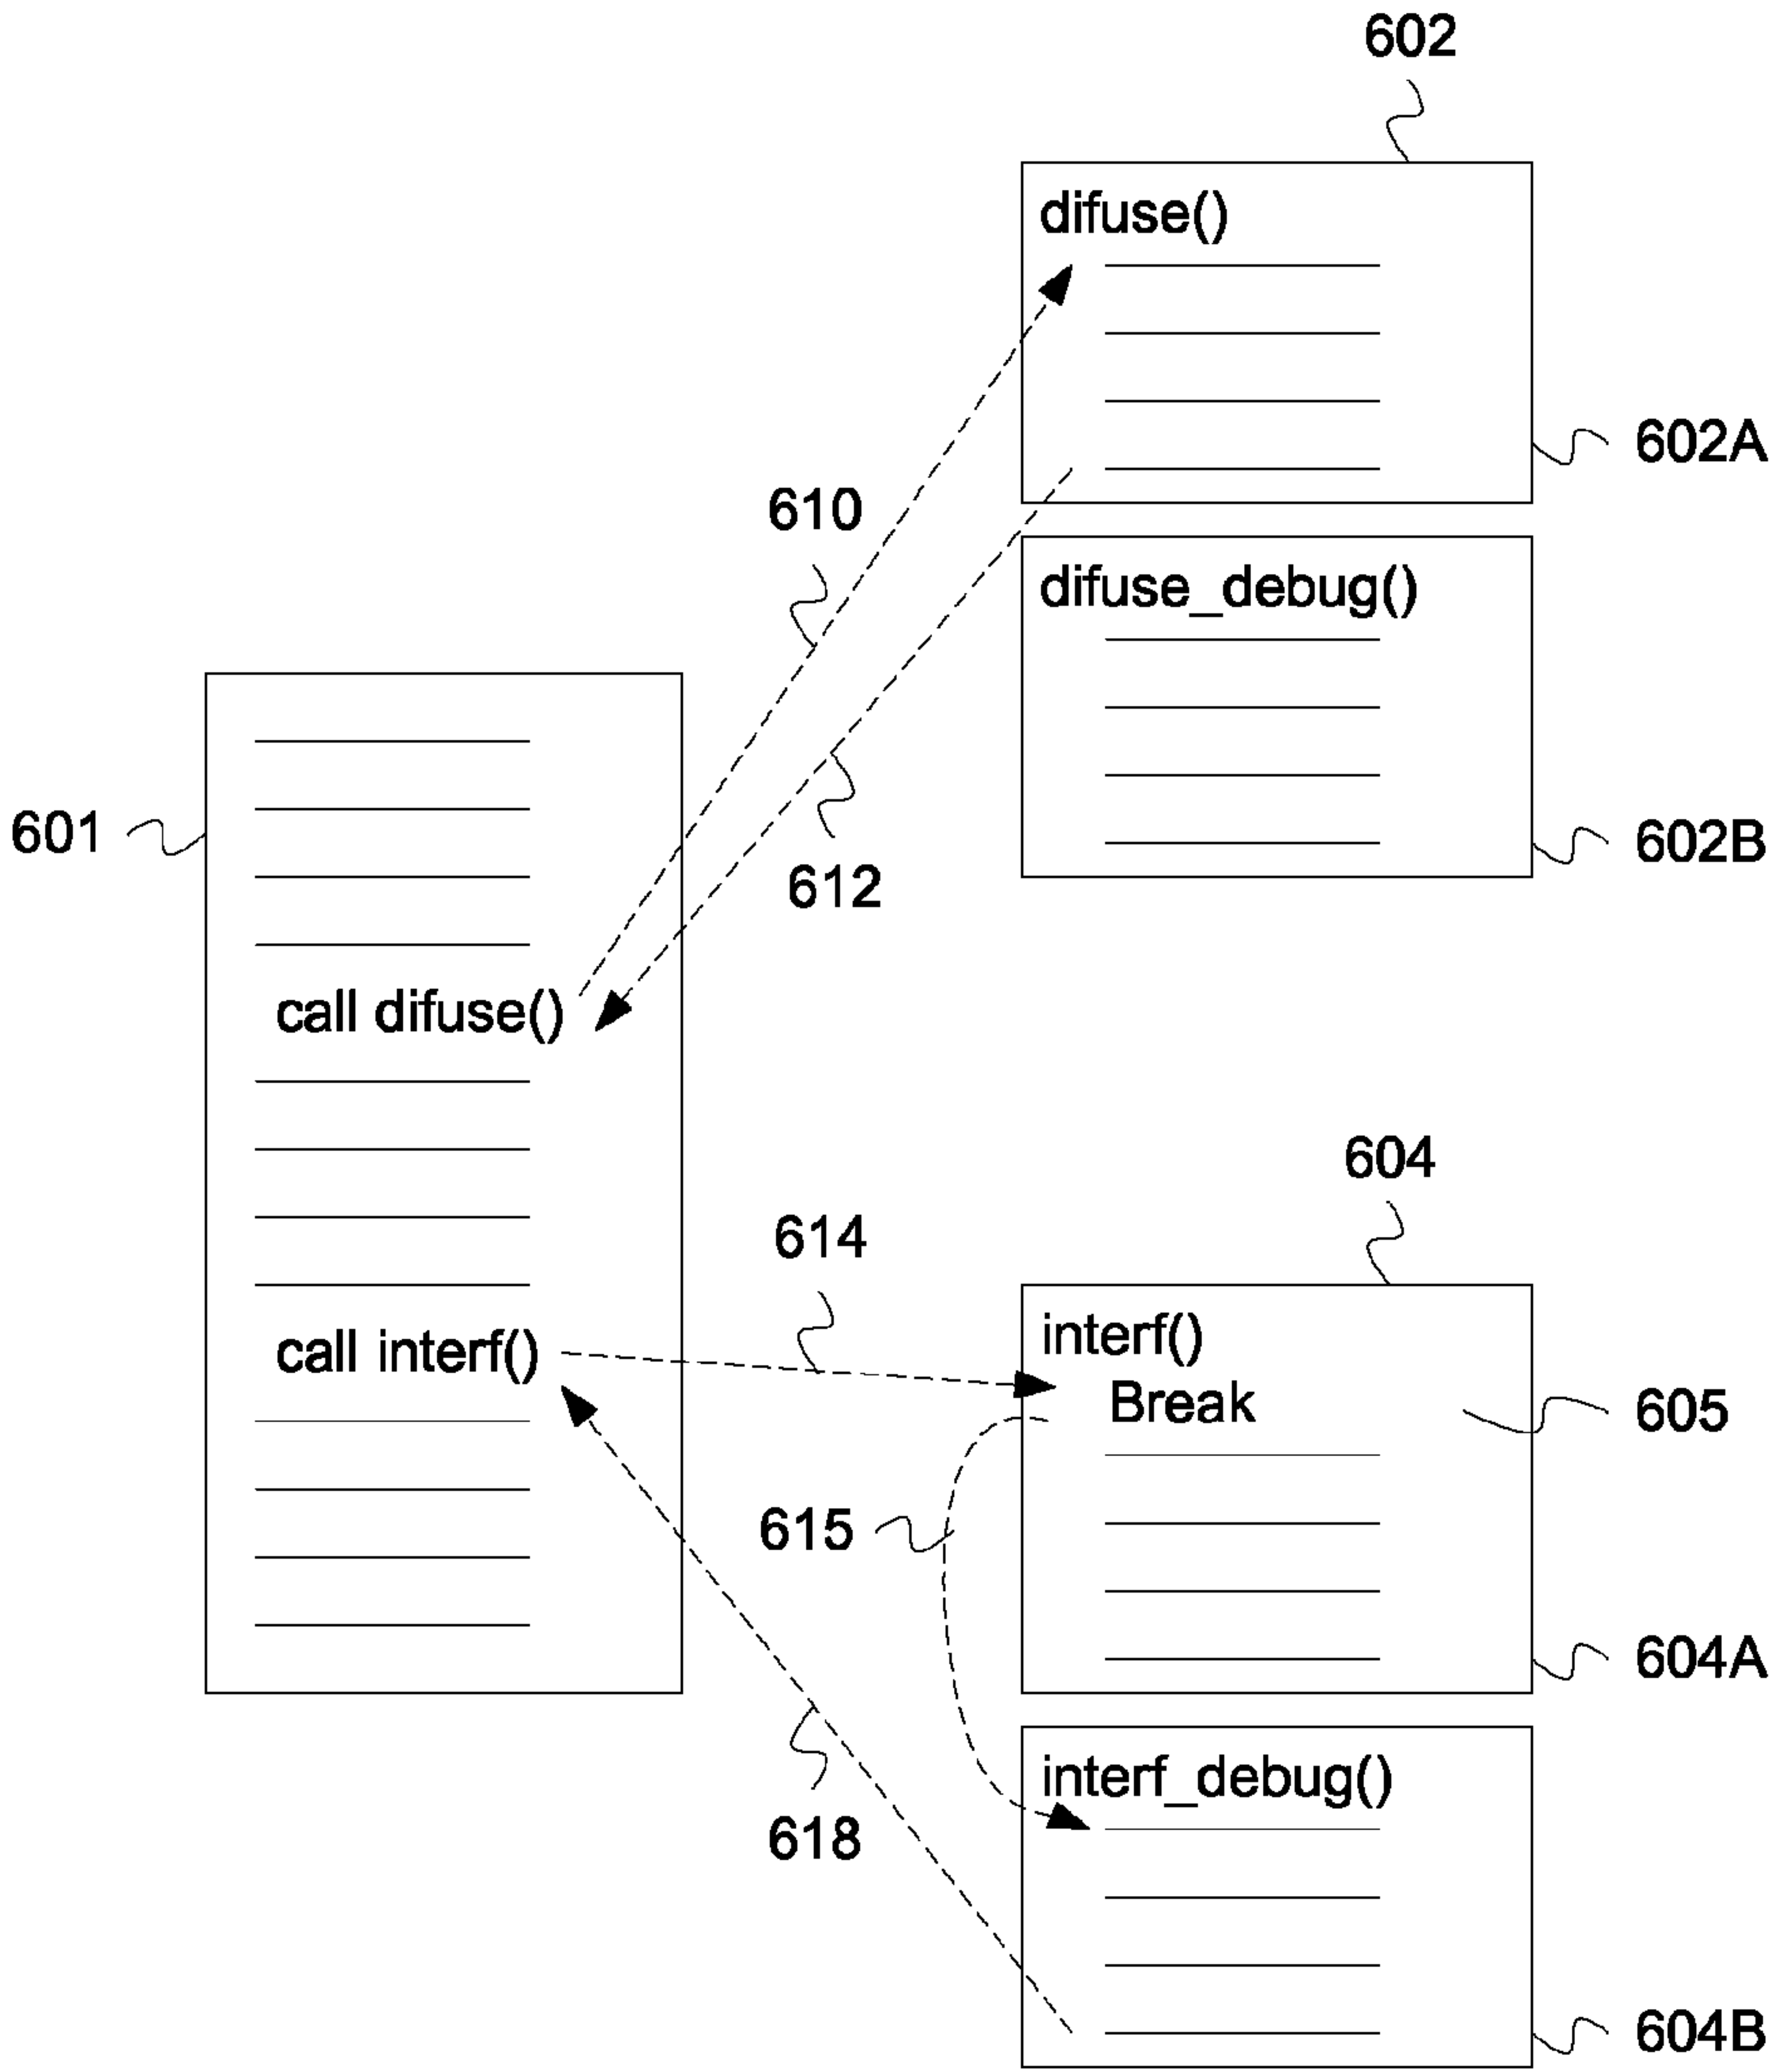 602
difuse()
602A
610
difuse_debug()
602B
601
612
call difuse()
604
614
interf()
call interf()
Break
605
615
604A
interf_debug()
618
604B